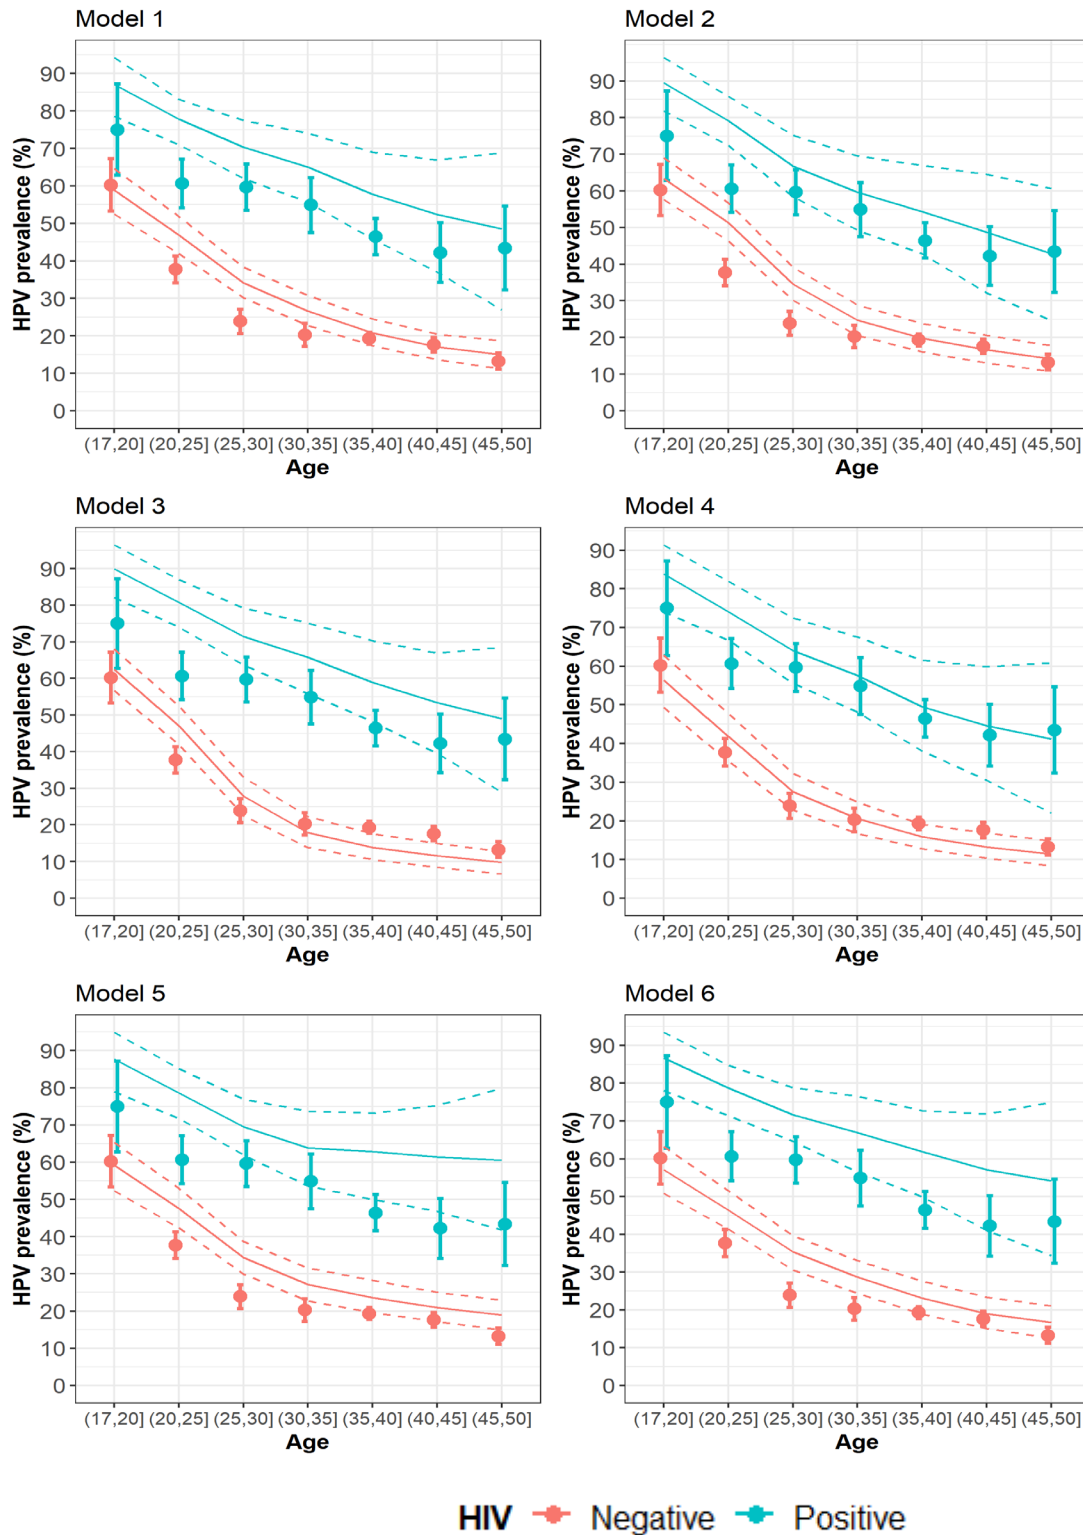 Model 1
HPV prevalence (%)
90
80
70
60
50
40
30
20
10
0
(17,20] (20,25] (25,30] (30,35] (35,40] (40,45] (45,50]
Age
Model 2
HPV prevalence (%)
90
80
70
60
50
40
30
20
10
0
(17,20] (20,25] (25,30] (30,35] (35,40] (40,45] (45,50]
Age
Model 3
HPV prevalence (%)
90
80
70
60
50
40
30
20
10
0
(17,20] (20,25] (25,30] (30,35] (35,40] (40,45] (45,50]
Age
Model 4
HPV prevalence (%)
90
80
70
60
50
40
30
20
10
0
(17,20] (20,25] (25,30] (30,35] (35,40] (40,45] (45,50]
Age
Model 5
HPV prevalence (%)
90
80
70
60
50
40
30
20
10
0
(17,20] (20,25] (25,30] (30,35] (35,40] (40,45] (45,50]
Age
Model 6
HPV prevalence (%)
90
80
70
60
50
40
30
20
10
0
(17,20] (20,25] (25,30] (30,35] (35,40] (40,45] (45,50]
Age
HIV Negative Positive